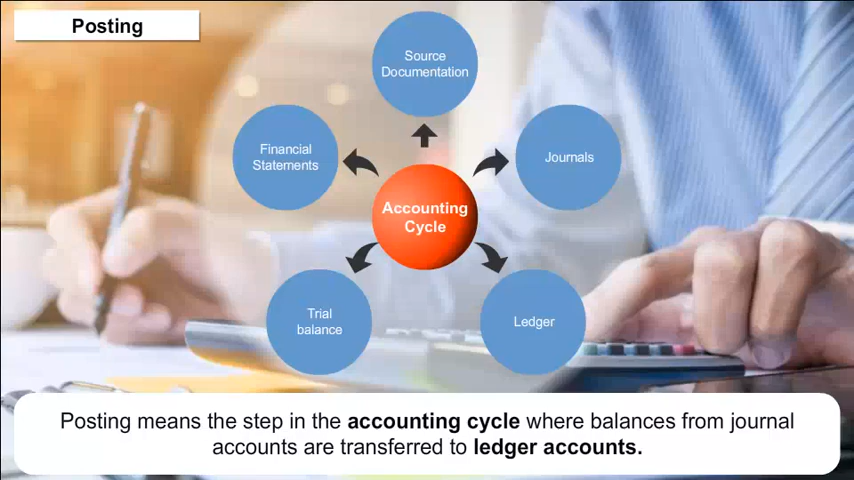 Posting
Source
Documentation
Financial
Statements
Journals
Accounting
Cycle
Trial
balance
Ledger
Posting means the step in the accounting cycle where balances from journal
accounts are transferred to ledger accounts.